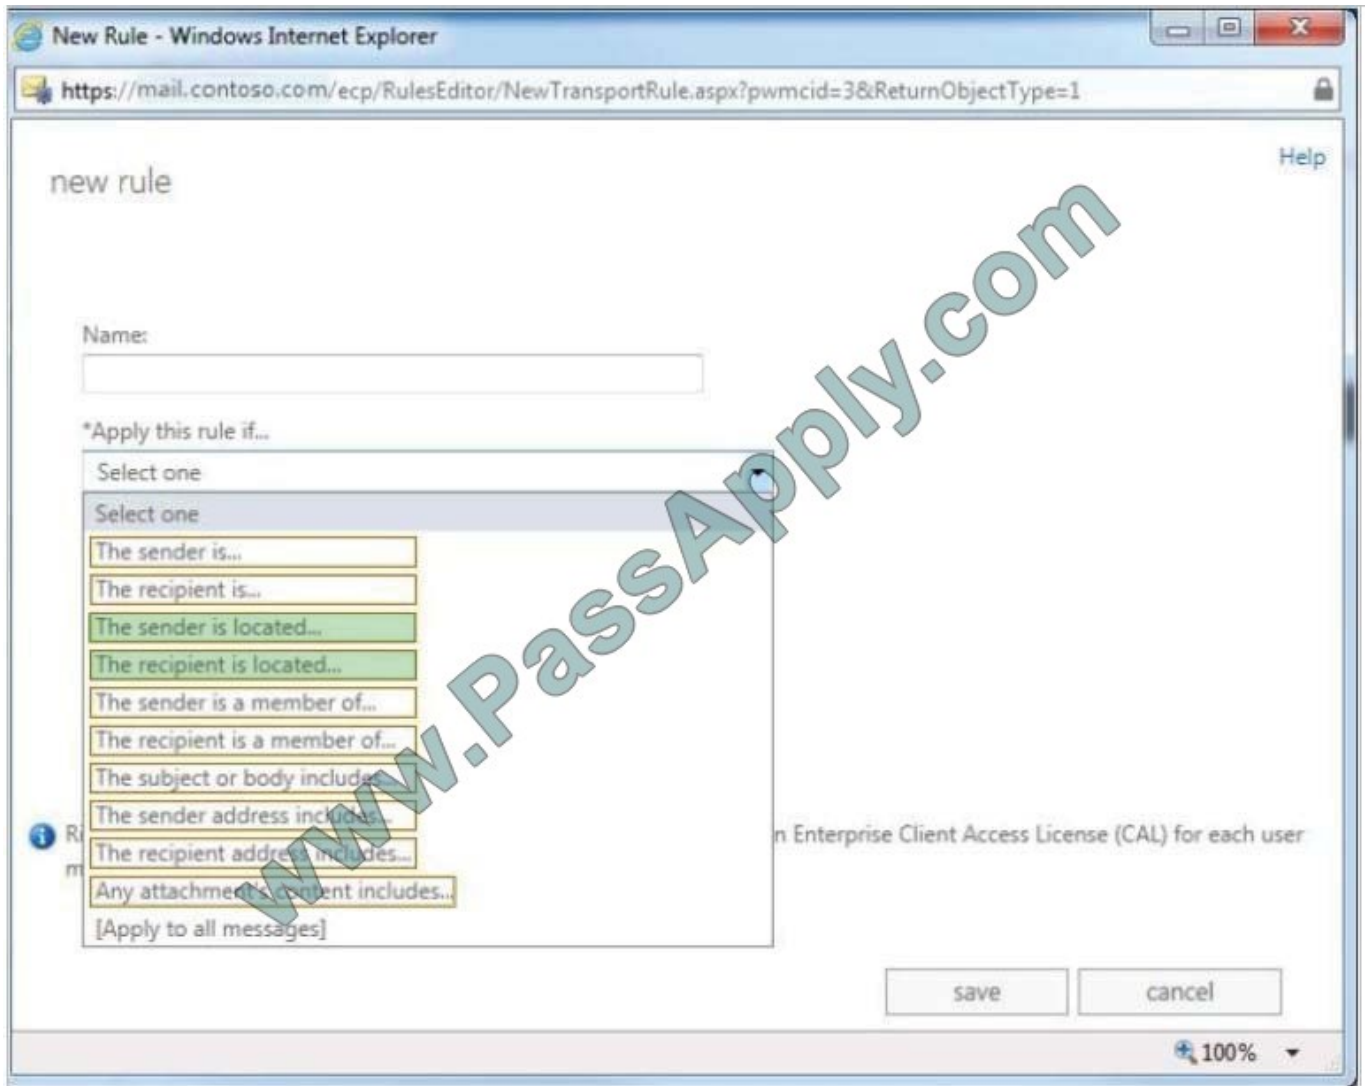 New Rule - Windows Internet Explorer
https://mail.contoso.com/ecp/RulesEditor/NewTransportRule.aspx?pwmcid=3&ReturnObjectType=1
Help
new rule
Name:
*Apply this rule if...
Select one
Select one
The sender is...
The recipient is...
The sender is located...
The recipient is located...
The sender is a member of...
The recipient is a member of...
The subject or body includes...
The sender address includes...
The recipient address includes...
Any attachment's content includes...
[Apply to all messages]
n Enterprise Client Access License (CAL) for each user
save cancel
100%
www.PassApply.com